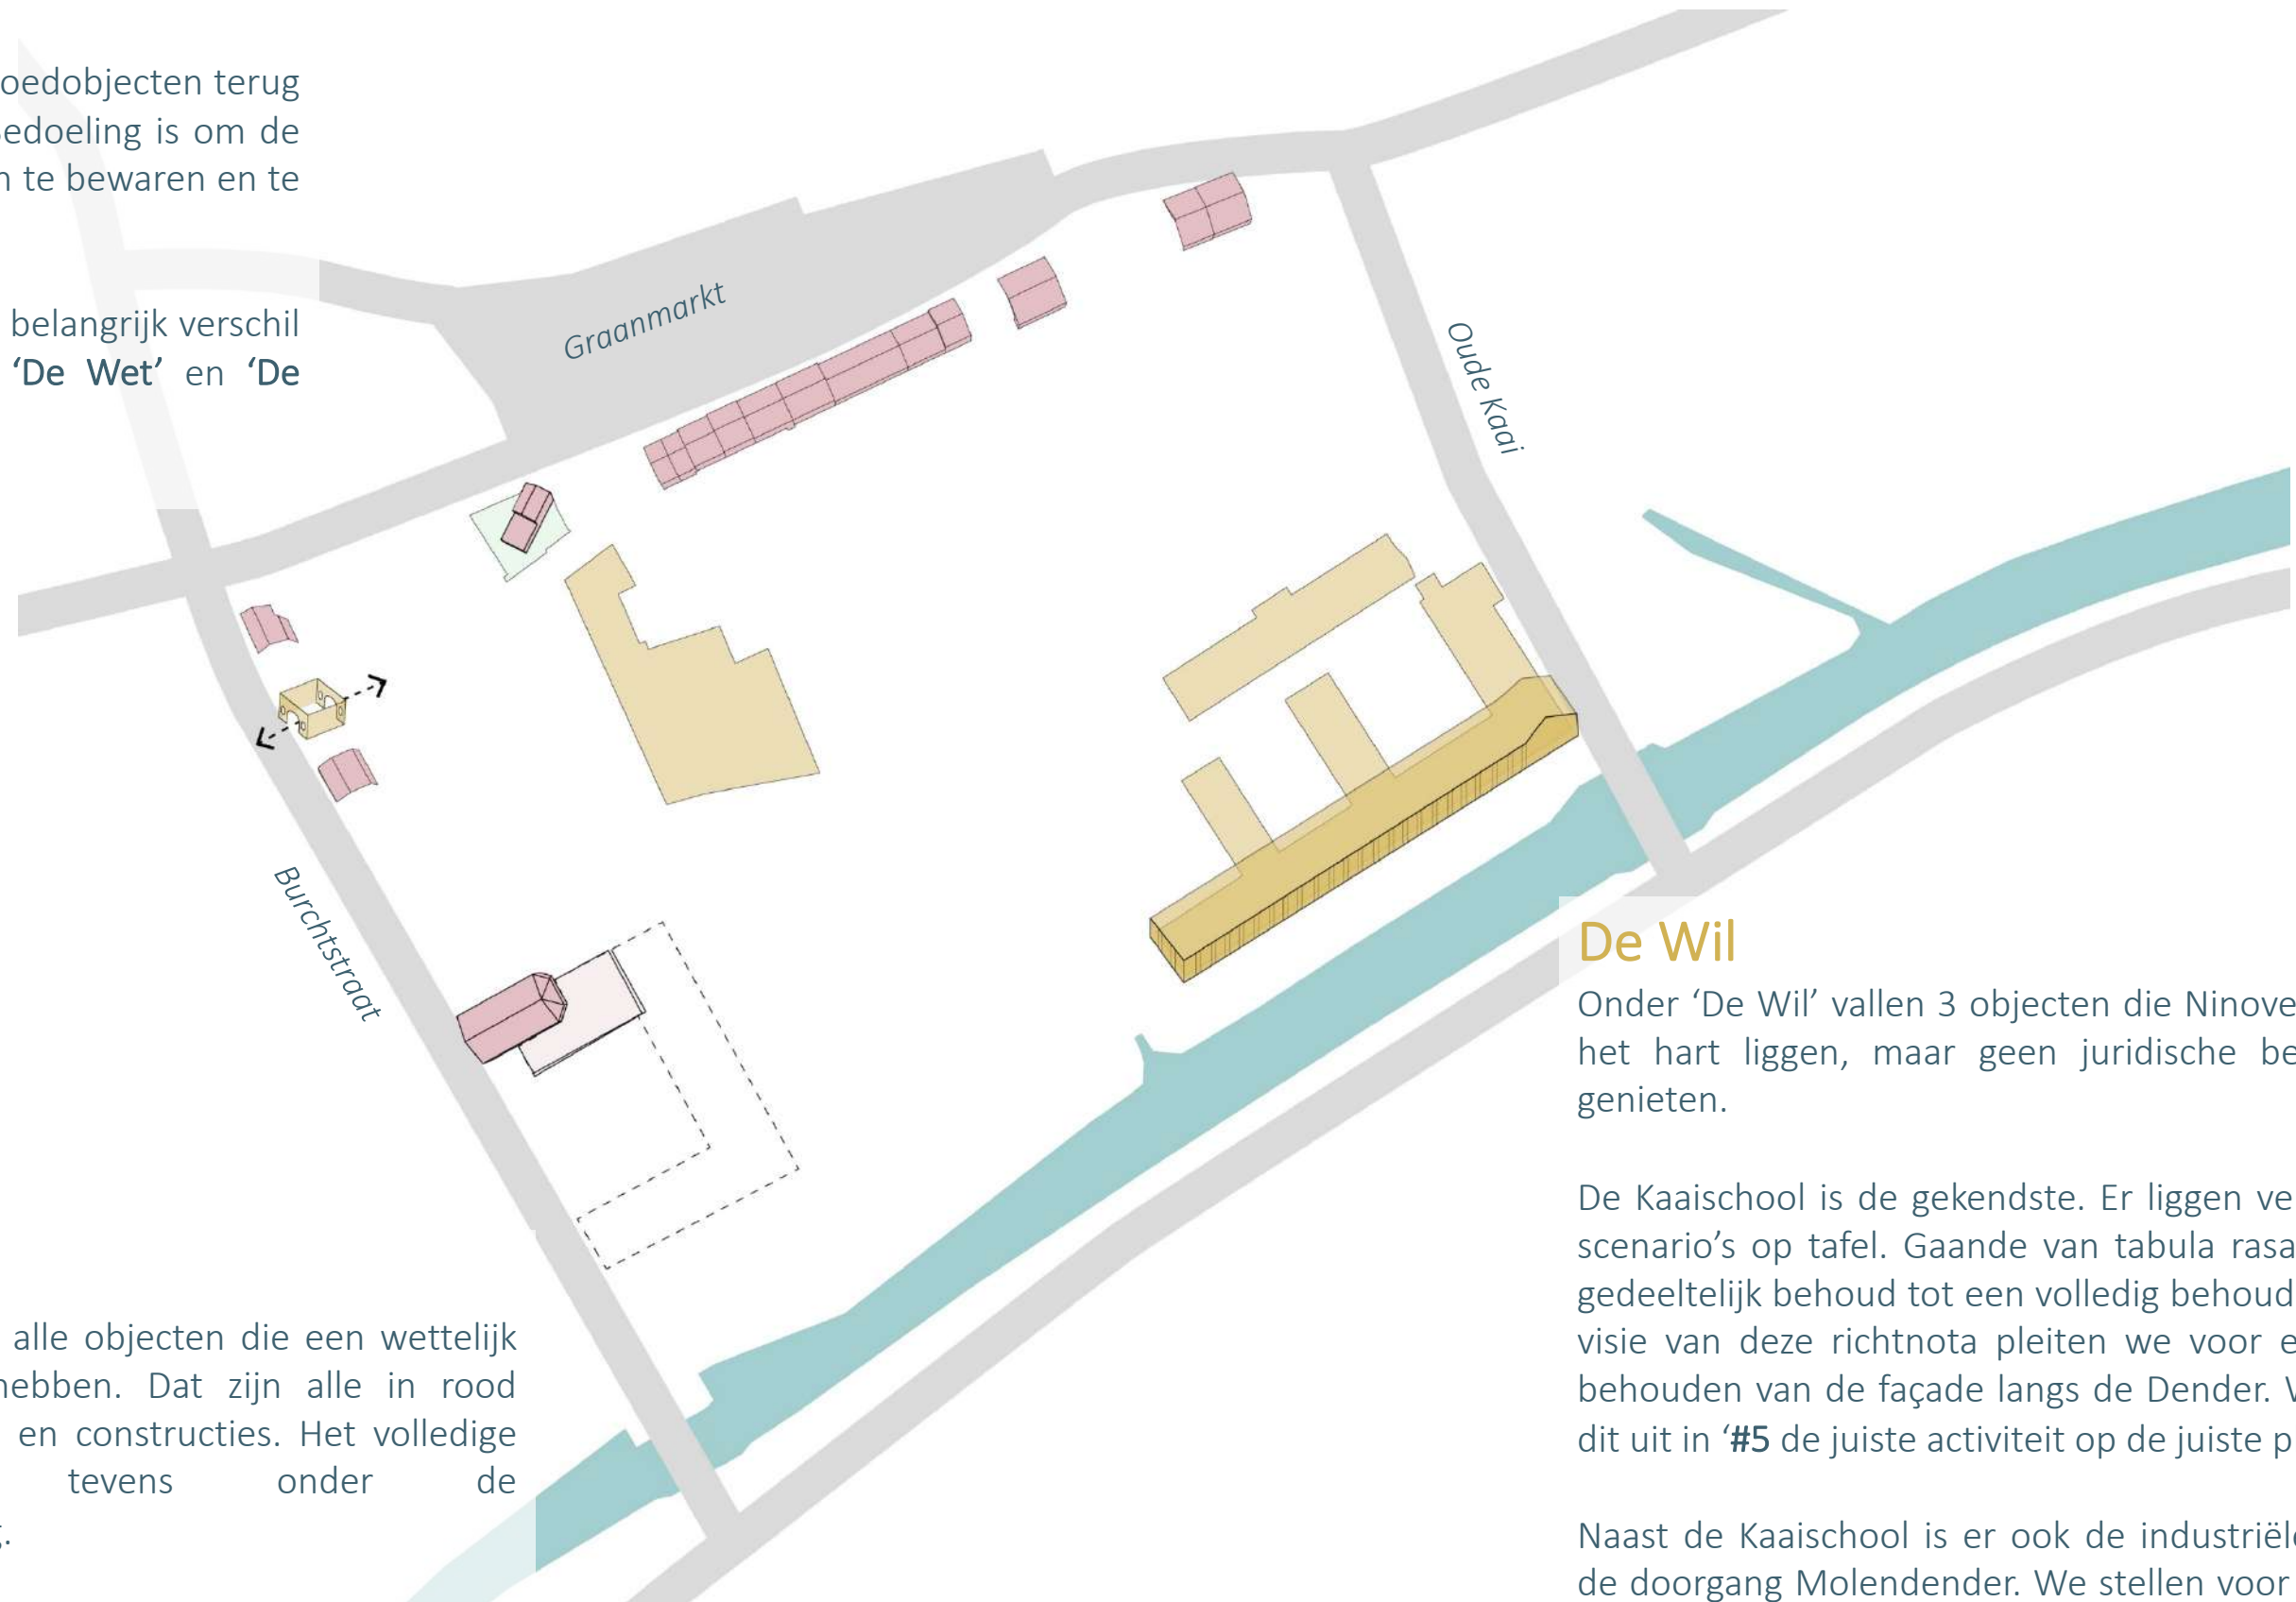 oedobjecten terug
edoeling is om de
te bewaren en te
belangrijk verschil
‘De Wet’ en ‘De
Graanmarkt
Oude Kaai
Burchtstraat
alle objecten die een wettelijk
hebben. Dat zijn alle in rood
en constructies. Het volledige
tevens onder de
De Wil
Onder ‘De Wil’ vallen 3 objecten die Ninove
het hart liggen, maar geen juridische be
genieten.
De Kaaischool is de gekendste. Er liggen ve
scenario’s op tafel. Gaande van tabula rasa
gedeeltelijk behoud tot een volledig behoud
visie van deze richtnota pleiten we voor e
behouden van de façade langs de Dender. V
dit uit in ‘#5 de juiste activiteit op de juiste p
Naast de Kaaischool is er ook de industriële
de doorgang Molendender. We stellen voor